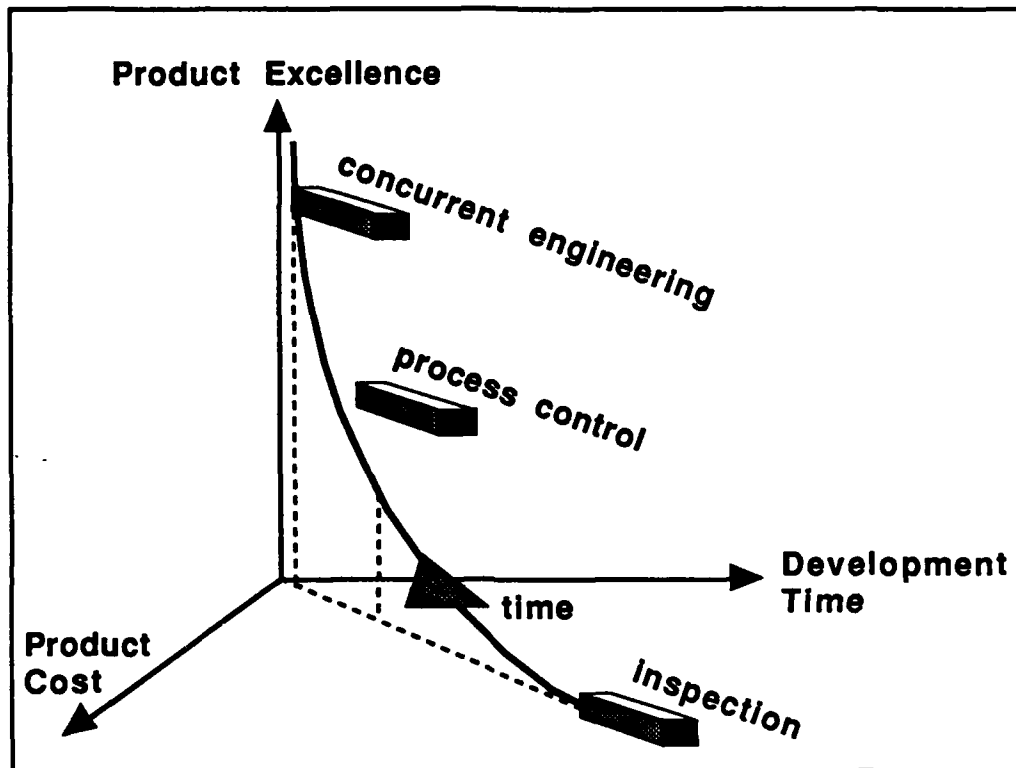 Product Excellence
concurrent engineering
process control
Development
Time
time
Product
Cost
inspection